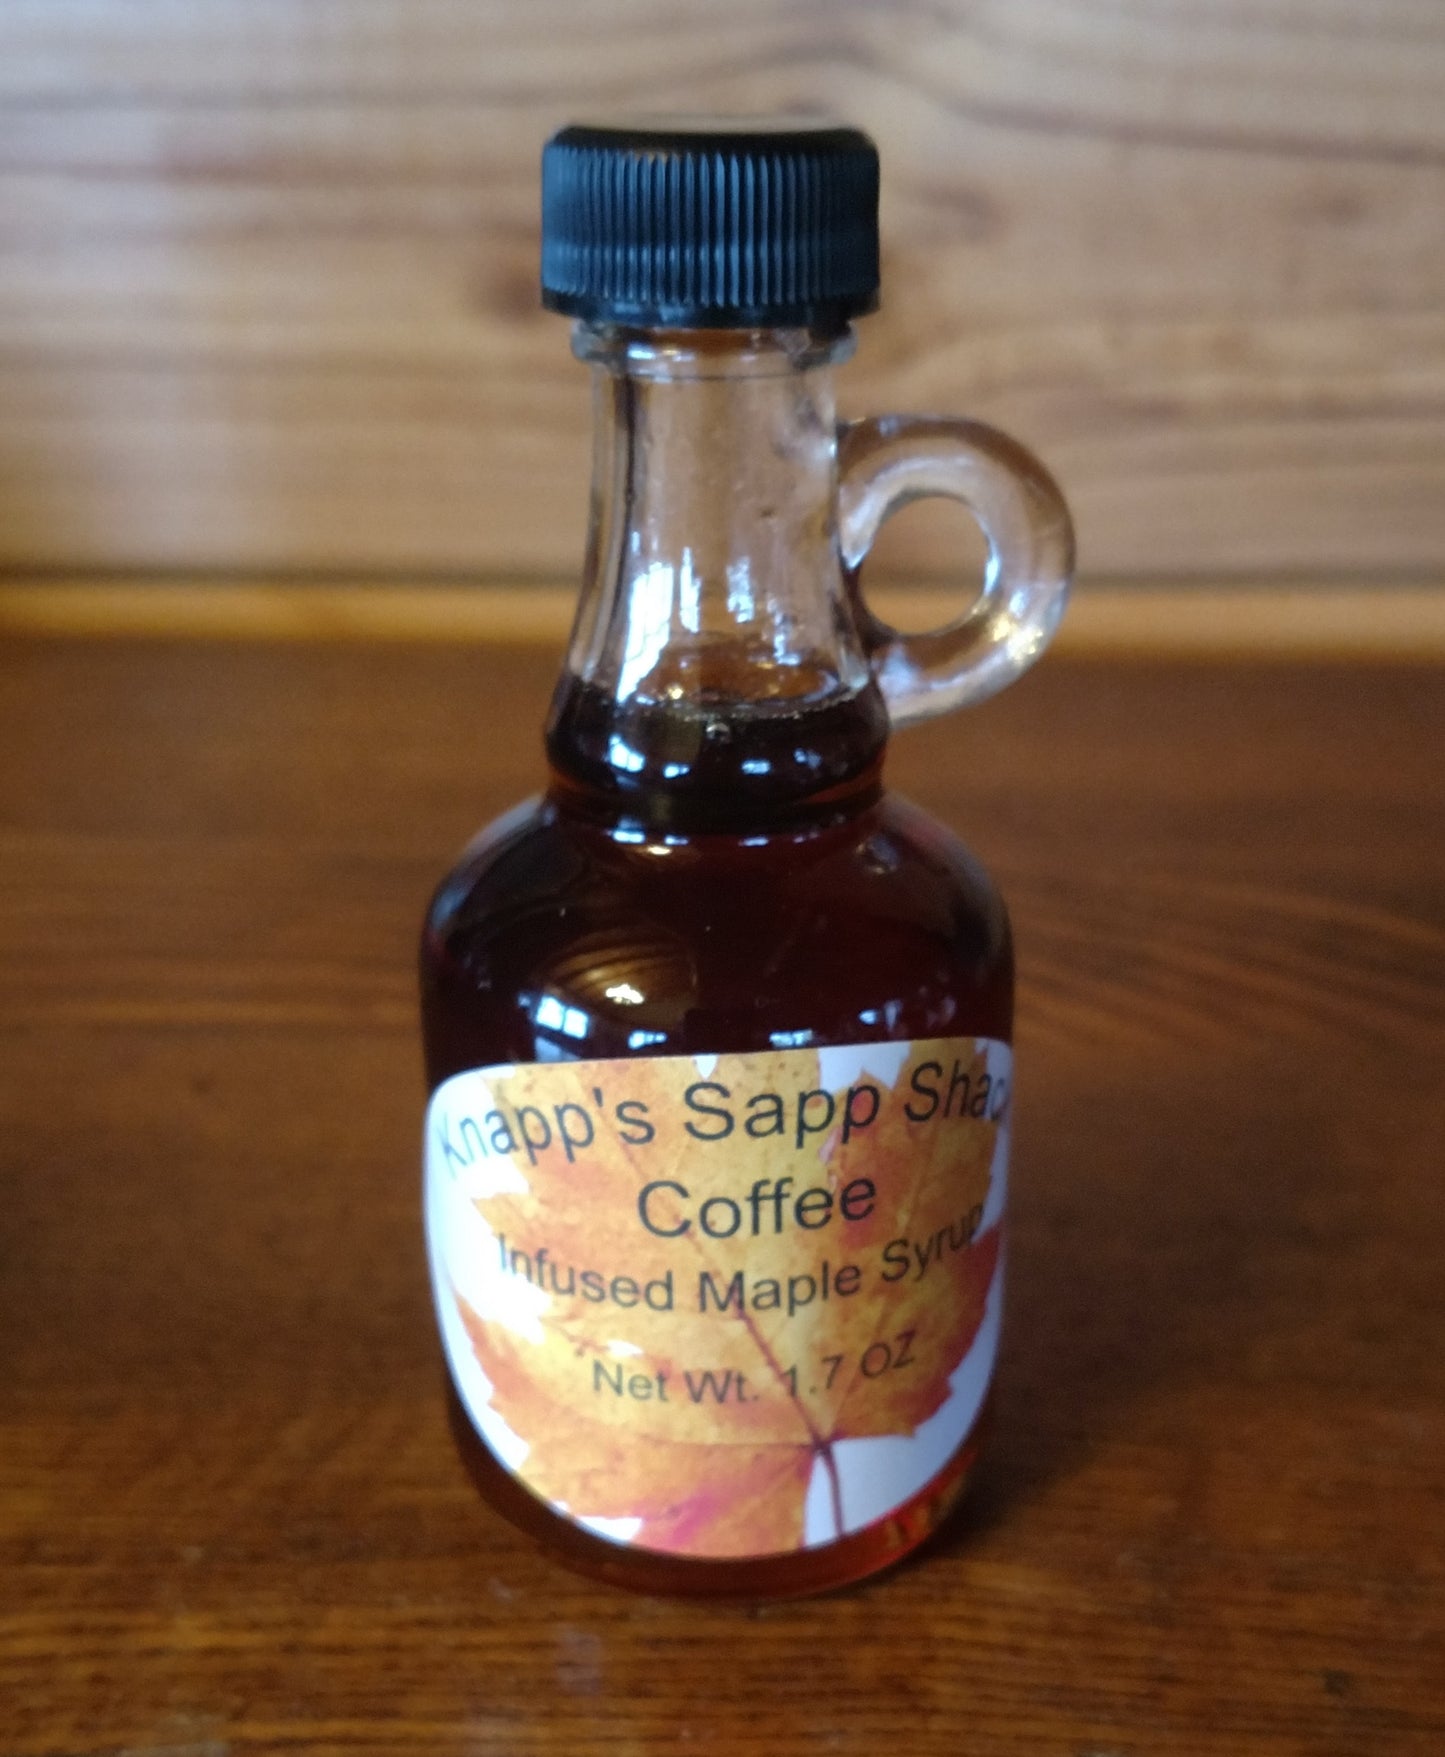 Knapp's Sapp Shac
Coffee
Infused Maple Syrup
Net Wt. 1.7 OZ